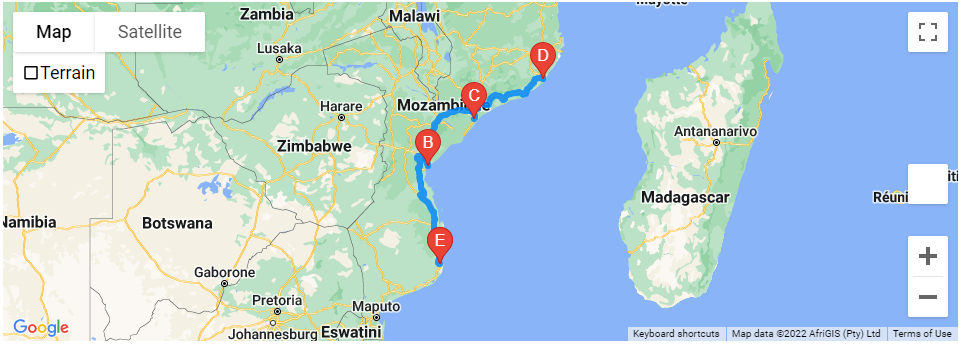 Mayotte
Zambia
Malawi
Map
Satellite
D
Lusaka
Terrain
C
Harare
Mozambique
Antananarivo
B
Zimbabwe
Madagascar
Réuni
iti
Namibia
Botswana
E
Gaborone
Pretoria
Maputo
Google
Johannesburg
Eswatini
Keyboard shortcuts
Map data ©2022 AfriGIS (Pty) Ltd
Terms of Use